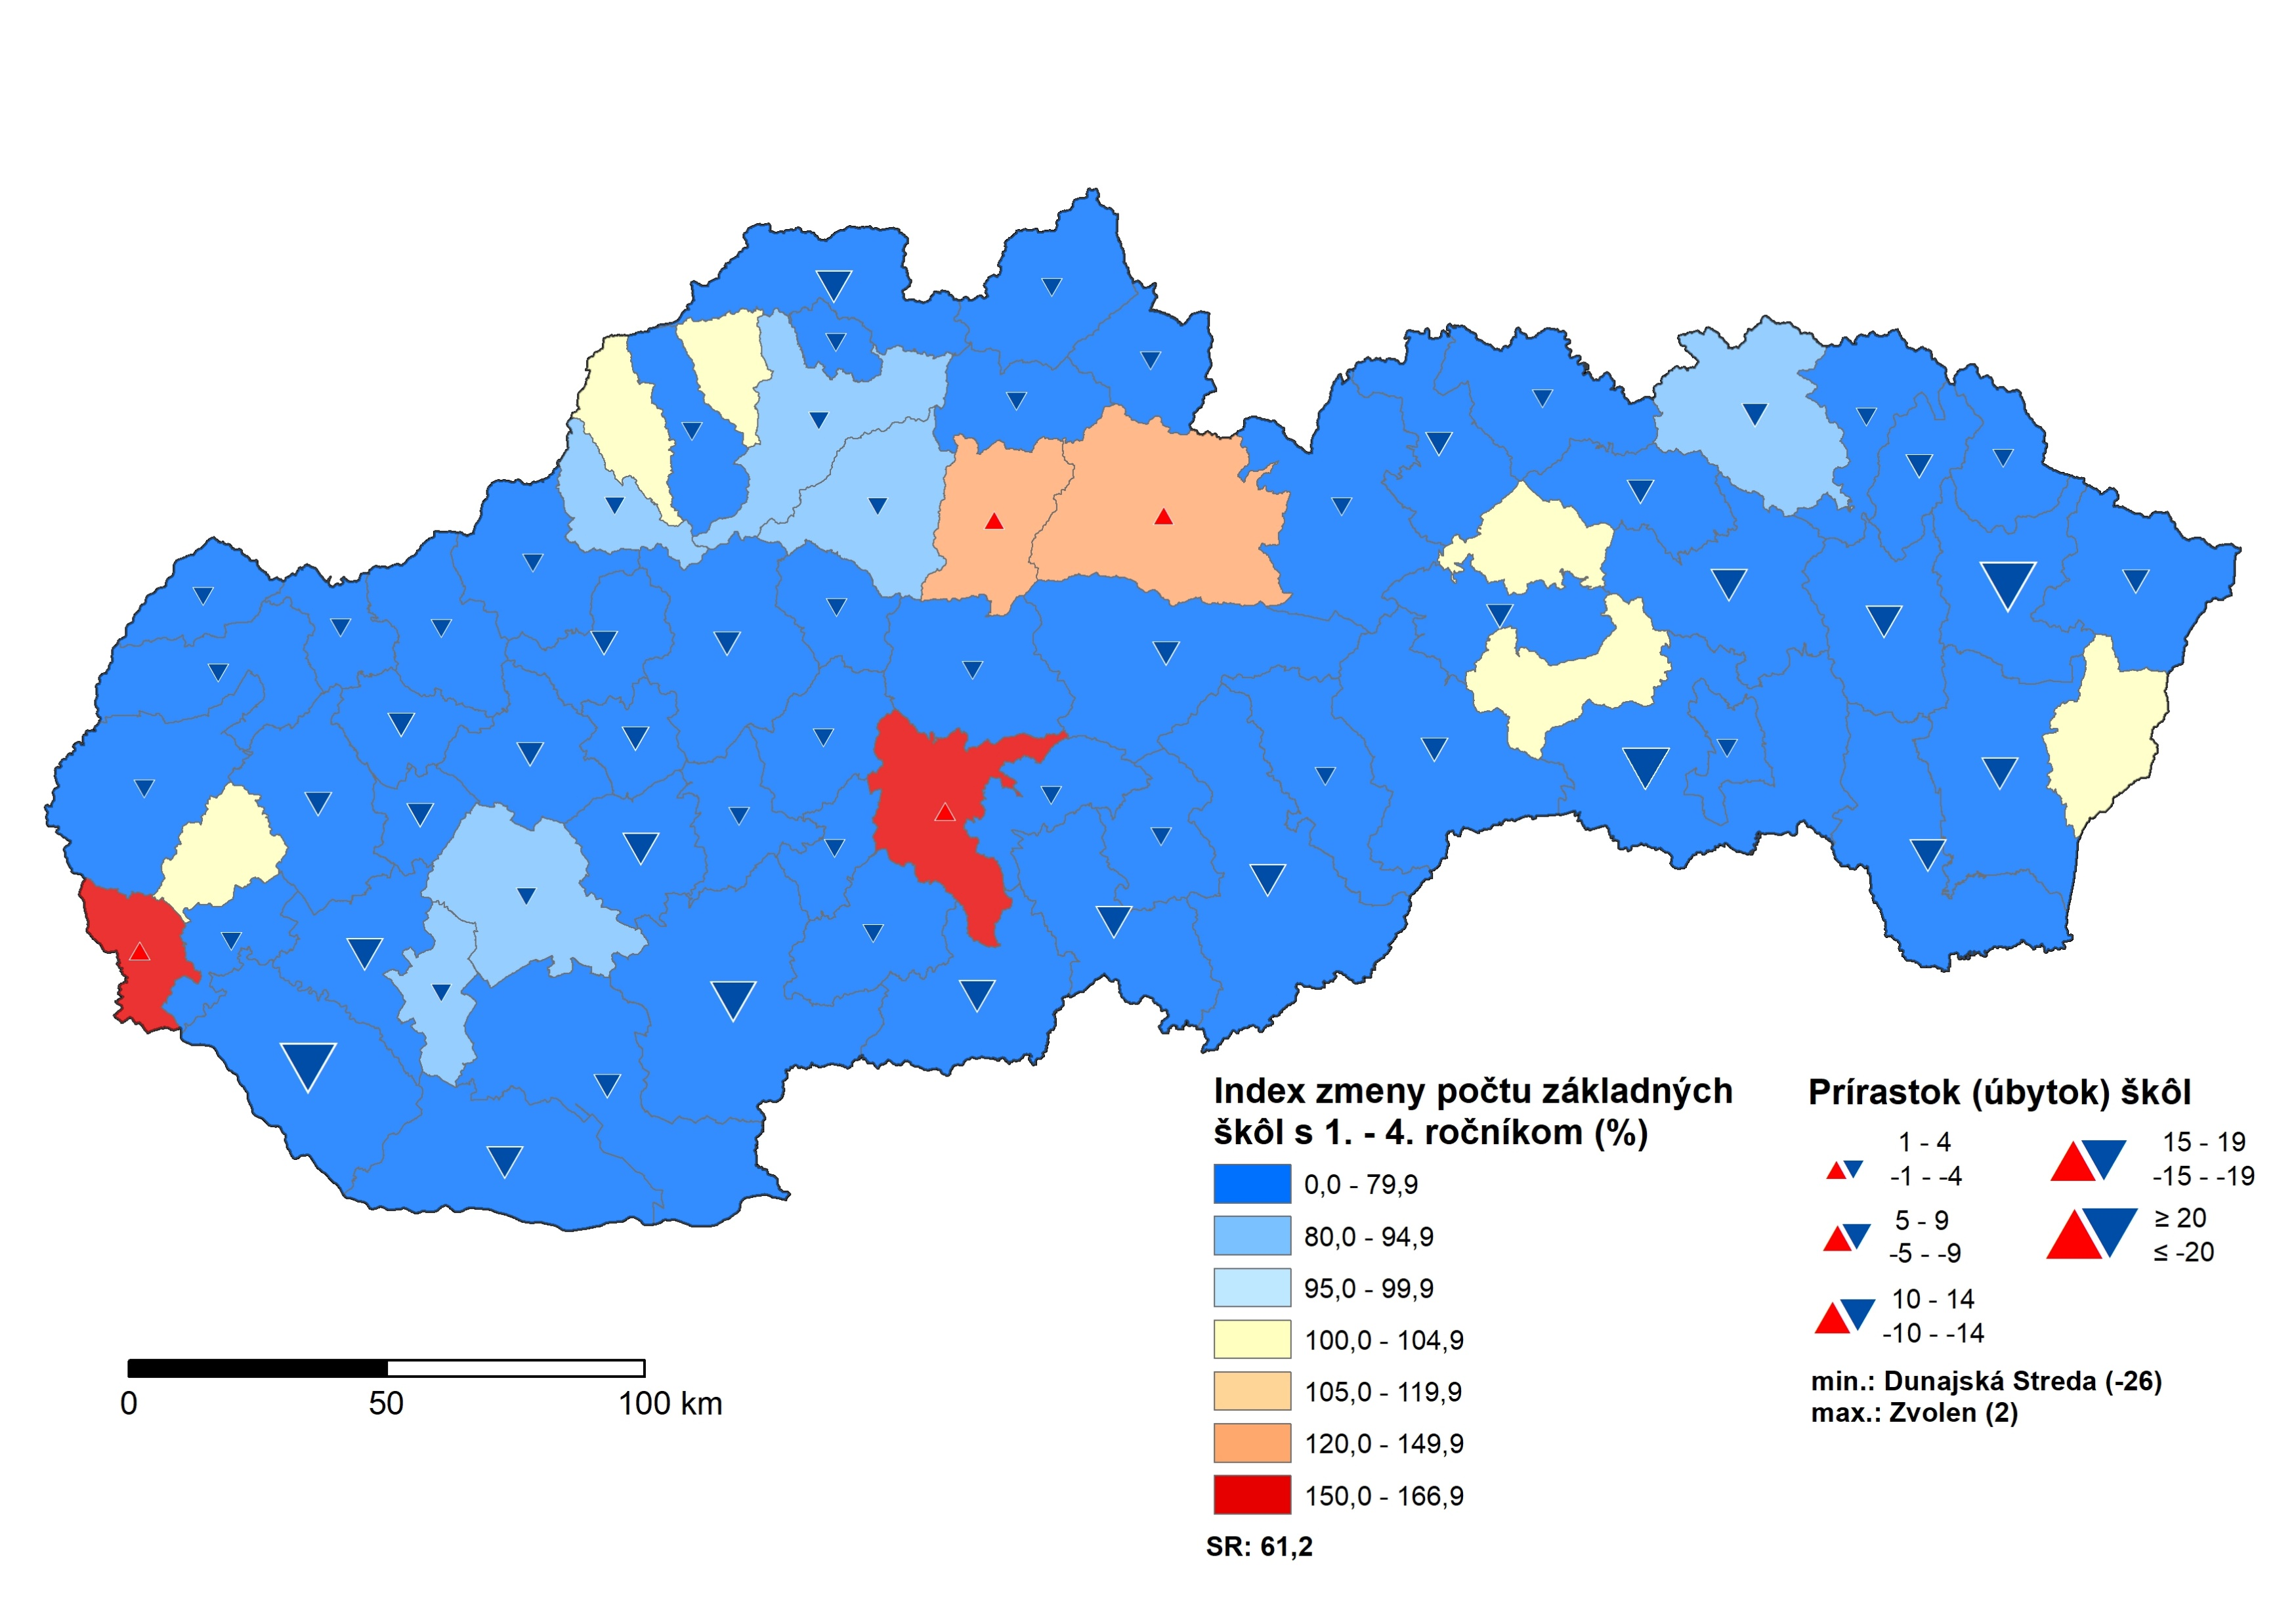 Index zmeny počtu základných
škôl s 1. - 4. ročníkom (%)
0,0 - 79,9
80,0 - 94,9
95,0 - 99,9
100,0 - 104,9
105,0 - 119,9
120,0 - 149,9
150,0 - 166,9
SR: 61,2
Prírastok (úbytok) škôl
1 - 4
-1 - -4
5 - 9
-5 - -9
10 - 14
-10 - -14
15 - 19
-15 - -19
≥ 20
≤ -20
min.: Dunajská Streda (-26)
max.: Zvolen (2)
0 50 100 km